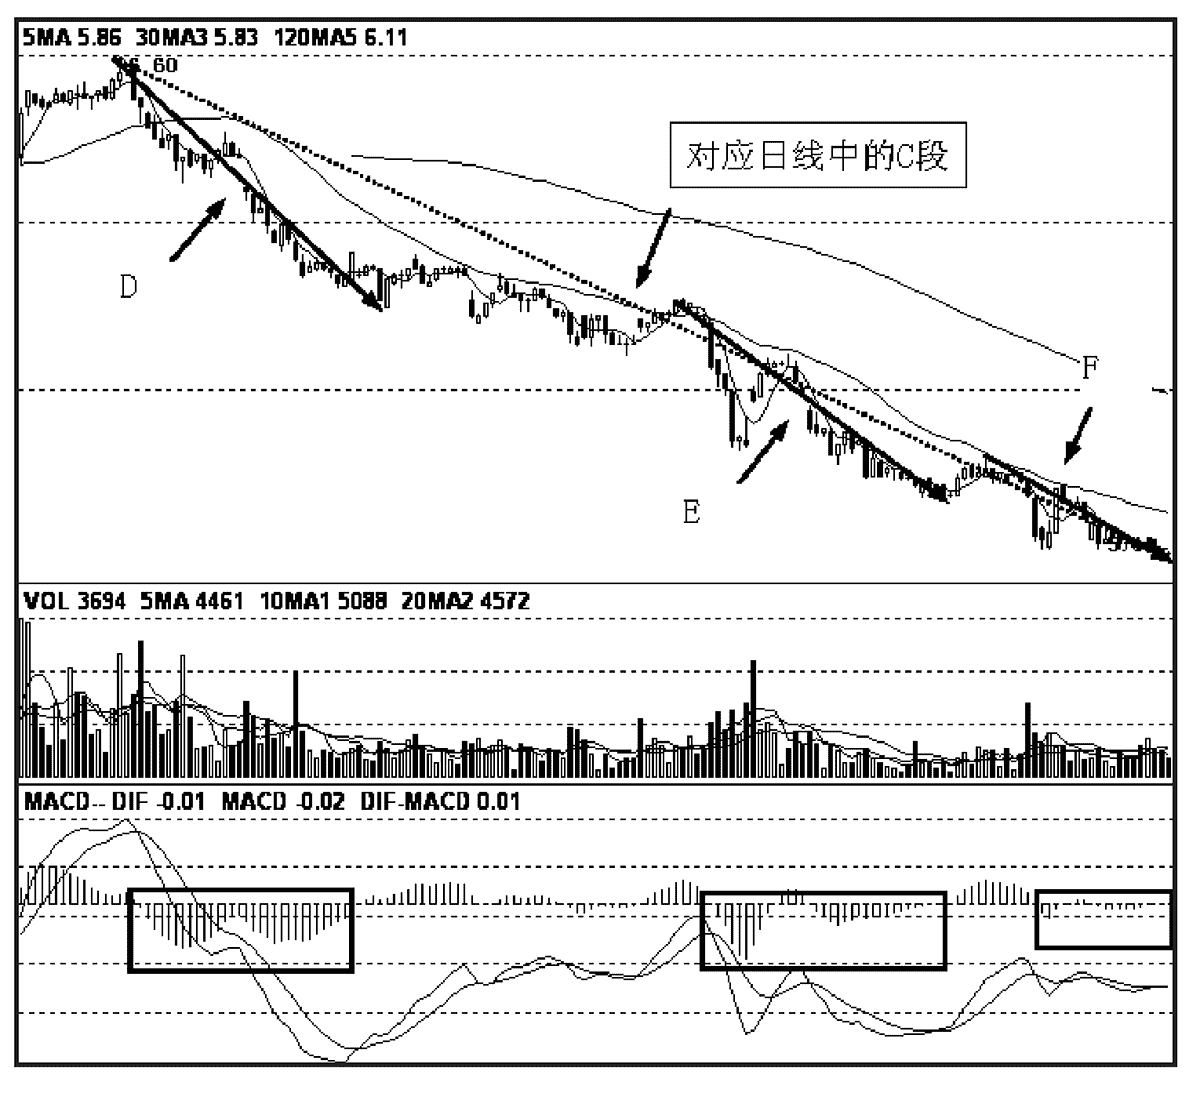 5MA 5.86 30MA3 5.83 120MA5 6.11
60
对应日线中的C段
D
F
E
VOL 3694 5MA 4461 10MA1 5088 20MA2 4572
MACD-- DIF -0.01 MACD -0.02 DIF-MACD 0.01